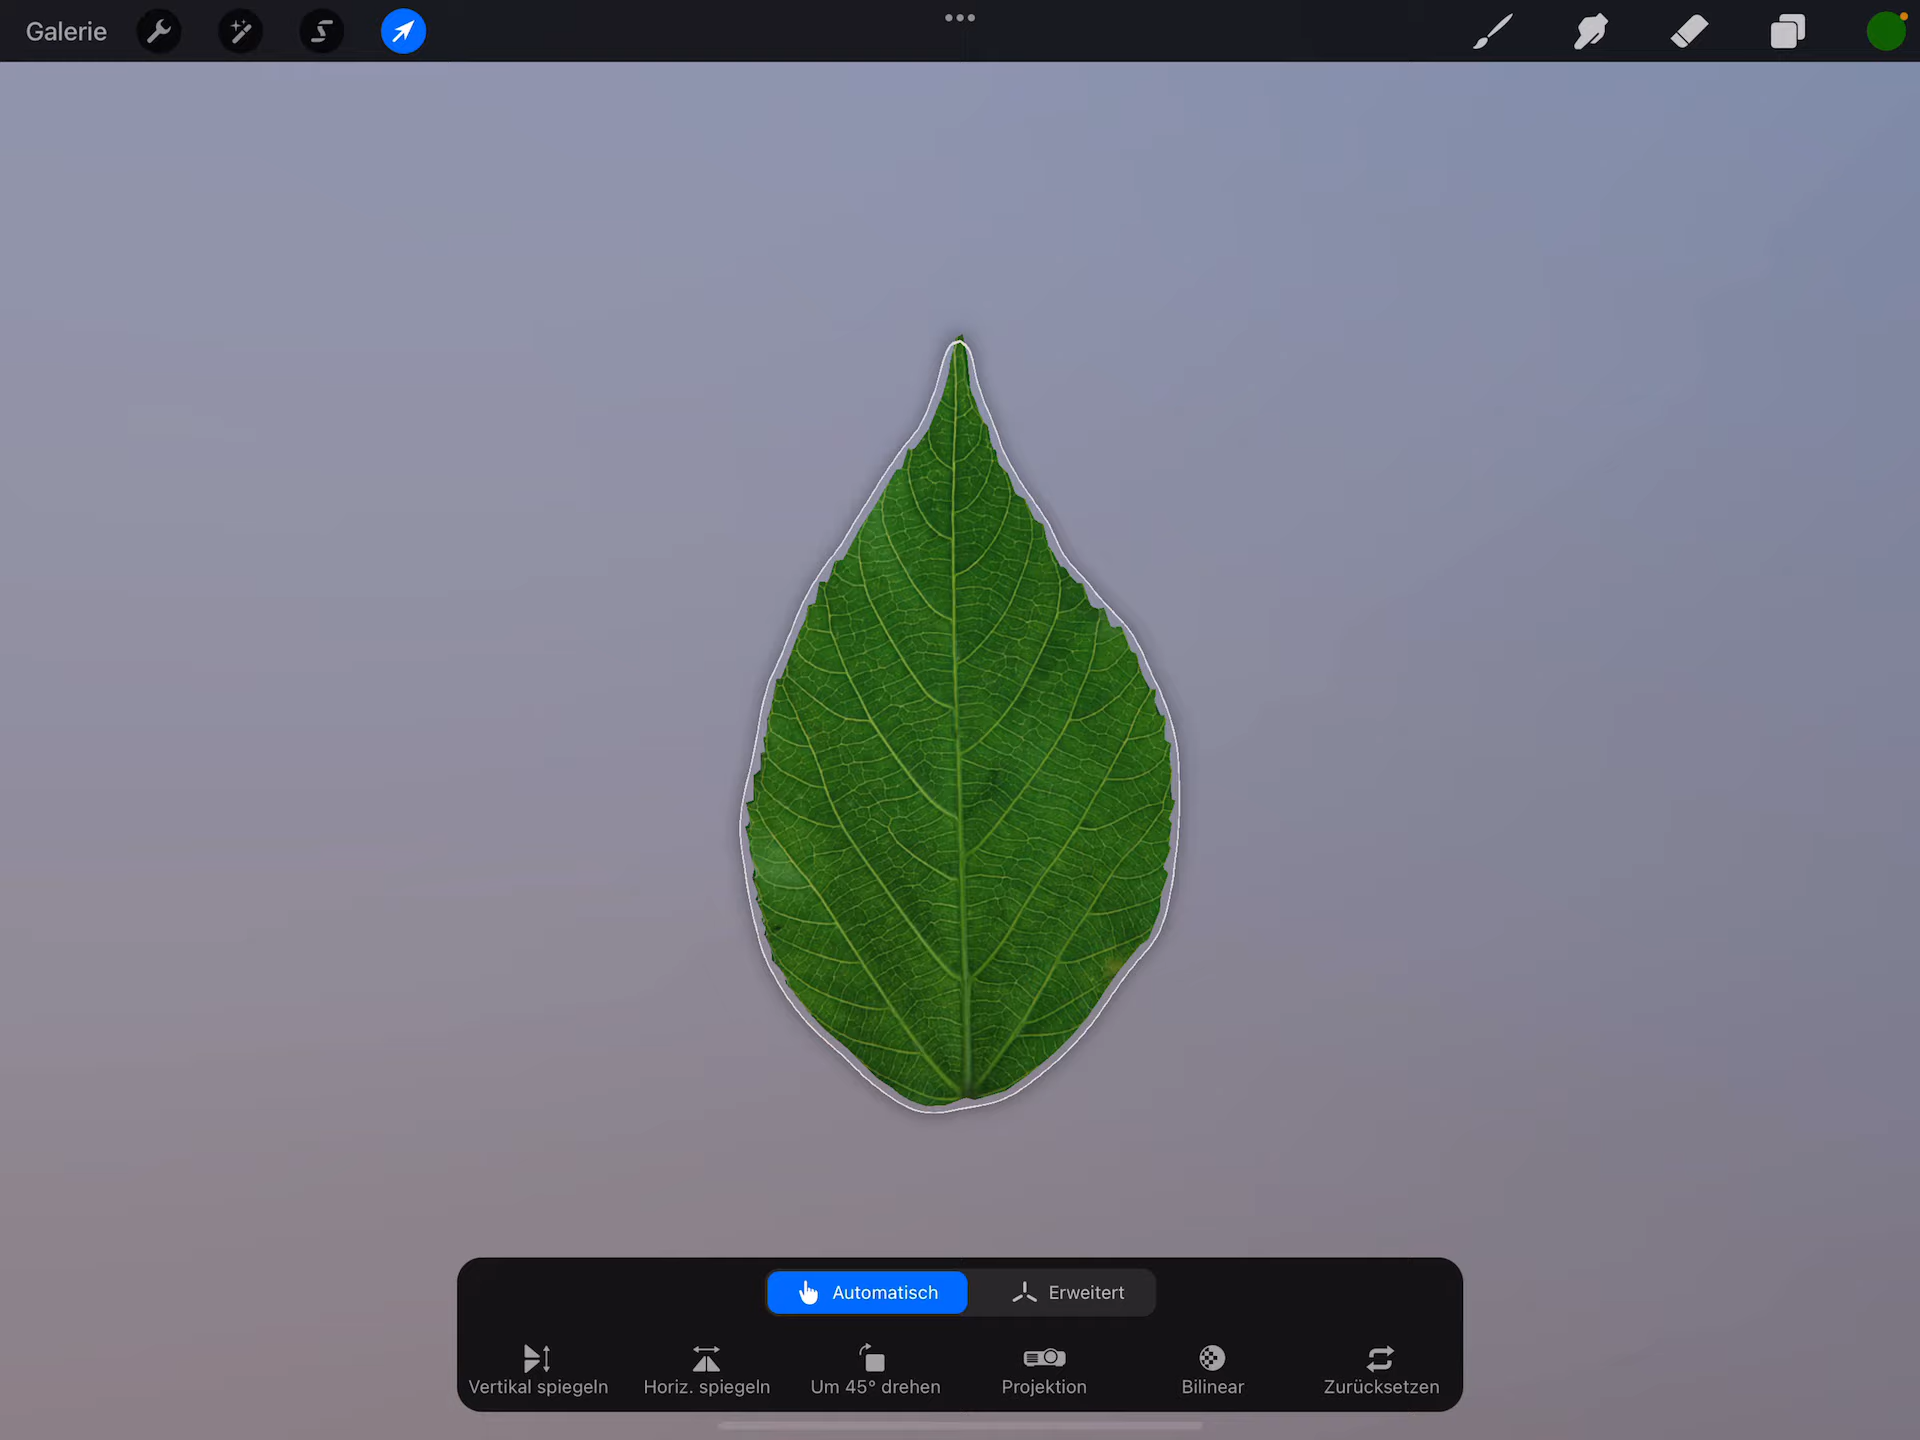 Galerie
Automatisch
Erweitert
Vertikal spiegeln
Horiz. spiegeln
Um 45° drehen
Projektion
Bilinear
Zurücksetzen